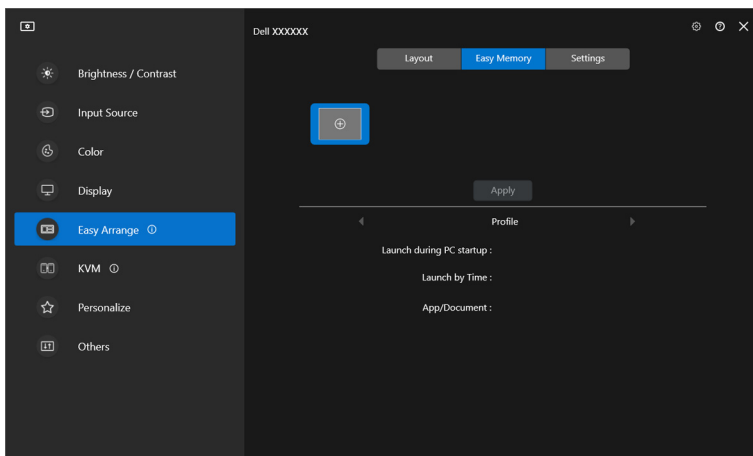 Dell XXXXXX
Brightness / Contrast
Input Source
Color
Display
Easy Arrange
KVM
Personalize
Others
Layout
Easy Memory
Settings
Apply
Profile
Launch during PC startup :
Launch by Time :
App/Document :